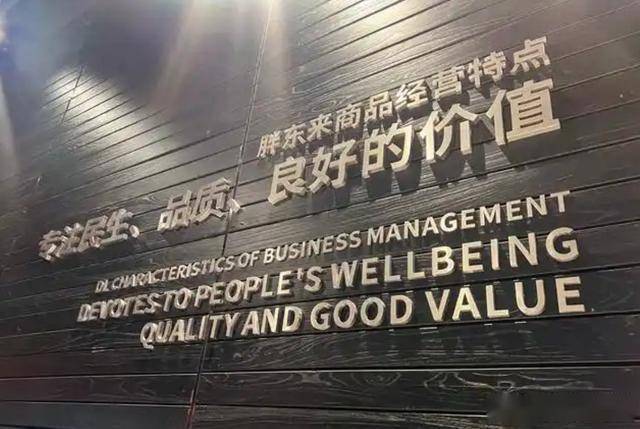 胖东来商品经营特点
专注民生、品质、良好的价值
DL CHARACTERISTICS OF BUSINESS MANAGEMENT
DEVOTES TO PEOPLE'S WELLBEING
QUALITY AND GOOD VALUE